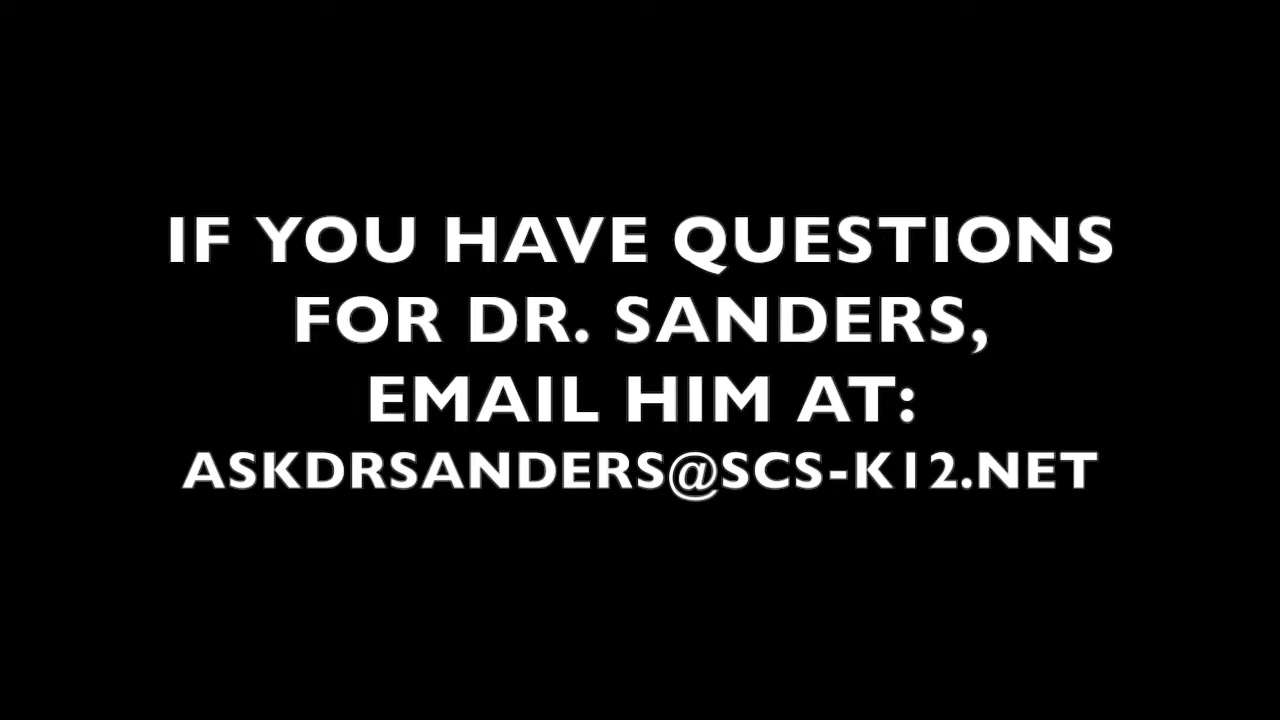 IF YOU HAVE QUESTIONS
FOR DR. SANDERS,
EMAIL HIM AT:
ASKDRSANDERS@SCS-K12.NET